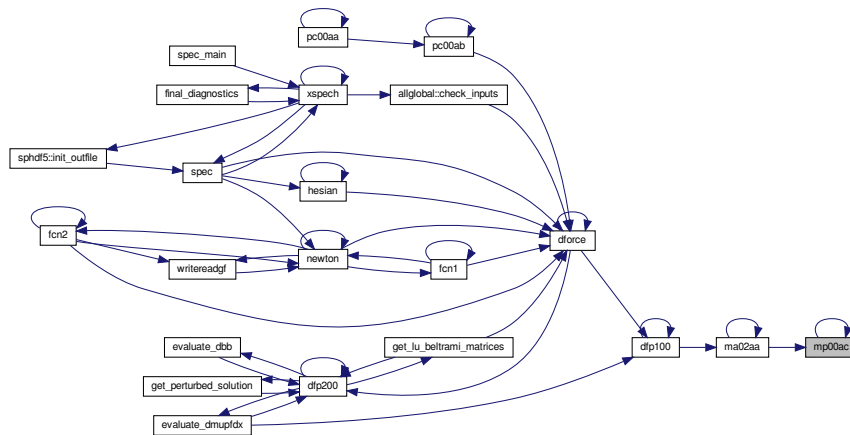 pc00aa
pc00ab
spec_main
final_diagnostics
xspech
allglobal::check_inputs
sphdf5::init_outfile
spec
hesian
fcn2
dforce
newton
writereadgf
fcn1
evaluate_dbb
get_lu_beltrami_matrices
dfp100
ma02aa
mp00ac
get_perturbed_solution
dfp200
evaluate_dmupfdx